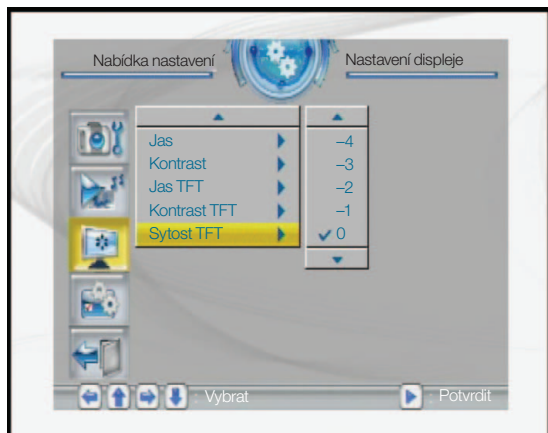 Nabídka nastavení
Nastavení displeje
Jas
Kontrast
Jas TFT
Kontrast TFT
Sytost TFT
–4
–3
–2
–1
0
: Vybrat
: Potvrdit